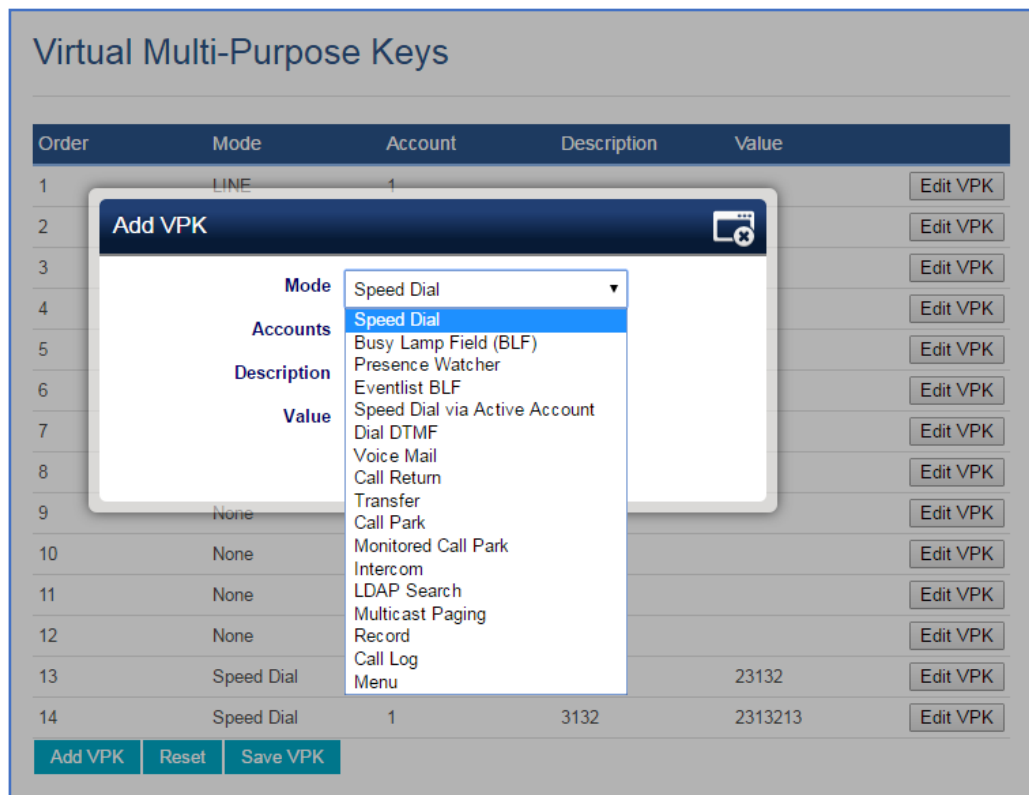 Virtual Multi-Purpose Keys
Order Mode Account Description Value
1 LINE 1 Edit VPK
2 Edit VPK
3 Edit VPK
4 Edit VPK
5 Edit VPK
6 Edit VPK
7 Edit VPK
8 Edit VPK
9 None Edit VPK
10 None Edit VPK
11 None Edit VPK
12 None Edit VPK
13 Speed Dial 23132 Edit VPK
14 Speed Dial 1 3132 2313213 Edit VPK
Add VPK Reset Save VPK
Add VPK
Mode Speed Dial
Accounts
Description
Value
Speed Dial
Busy Lamp Field (BLF)
Presence Watcher
Eventlist BLF
Speed Dial via Active Account
Dial DTMF
Voice Mail
Call Return
Transfer
Call Park
Monitored Call Park
Intercom
LDAP Search
Multicast Paging
Record
Call Log
Menu